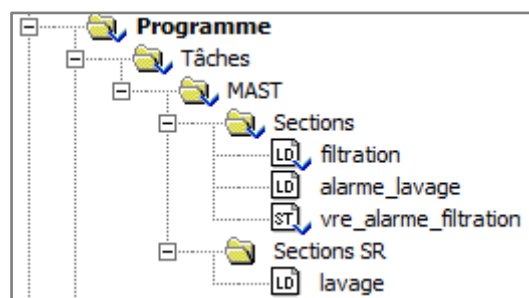 Programme
Tâches
MAST
Sections
LD filtration
LD alarme_lavage
ST vre_alarme_filtration
Sections SR
LD lavage